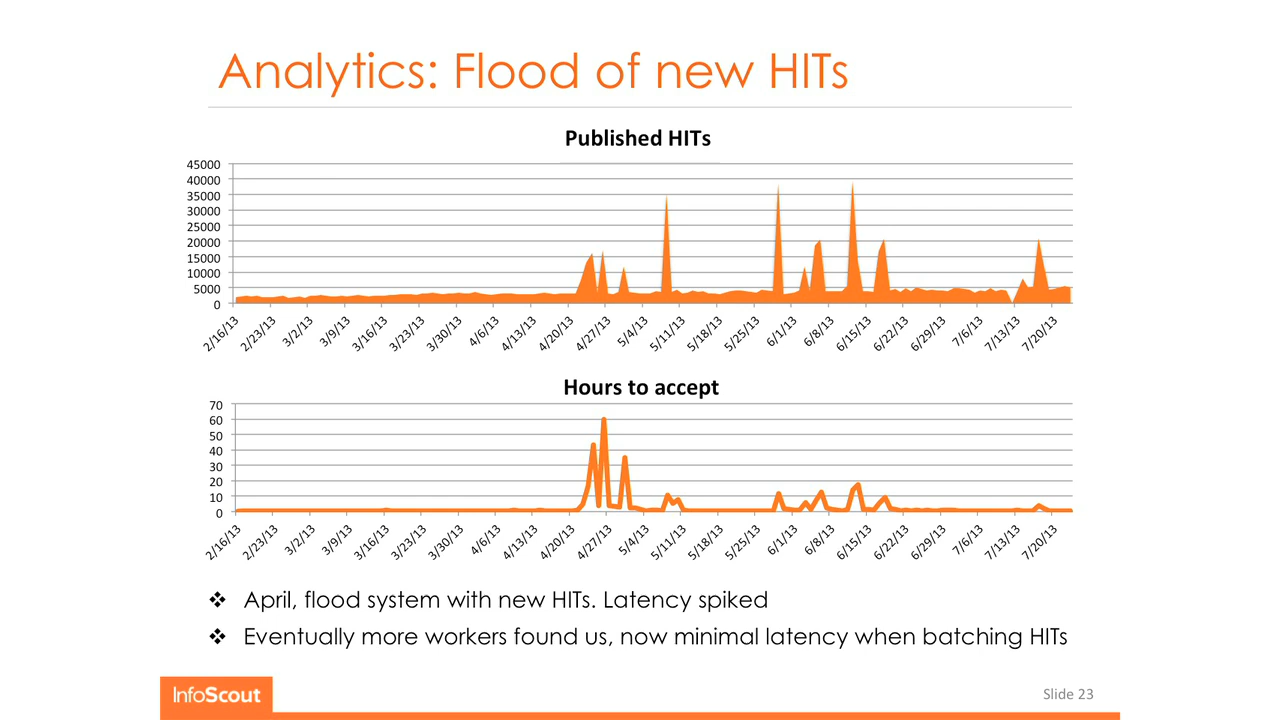 Analytics: Flood of new HITs
Published HITs
45000
40000
35000
30000
25000
20000
15000
10000
5000
0
2/16/13 2/23/13 3/2/13 3/9/13 3/16/13 3/23/13 3/30/13 4/6/13 4/13/13 4/20/13 4/27/13 5/4/13 5/11/13 5/18/13 5/25/13 6/1/13 6/8/13 6/15/13 6/22/13 6/29/13 7/6/13 7/13/13 7/20/13
Hours to accept
70
60
50
40
30
20
10
0
2/16/13 2/23/13 3/2/13 3/9/13 3/16/13 3/23/13 3/30/13 4/6/13 4/13/13 4/20/13 4/27/13 5/4/13 5/11/13 5/18/13 5/25/13 6/1/13 6/8/13 6/15/13 6/22/13 6/29/13 7/6/13 7/13/13 7/20/13
❖ April, flood system with new HITs. Latency spiked
❖ Eventually more workers found us, now minimal latency when batching HITs
InfoScout
Slide 23